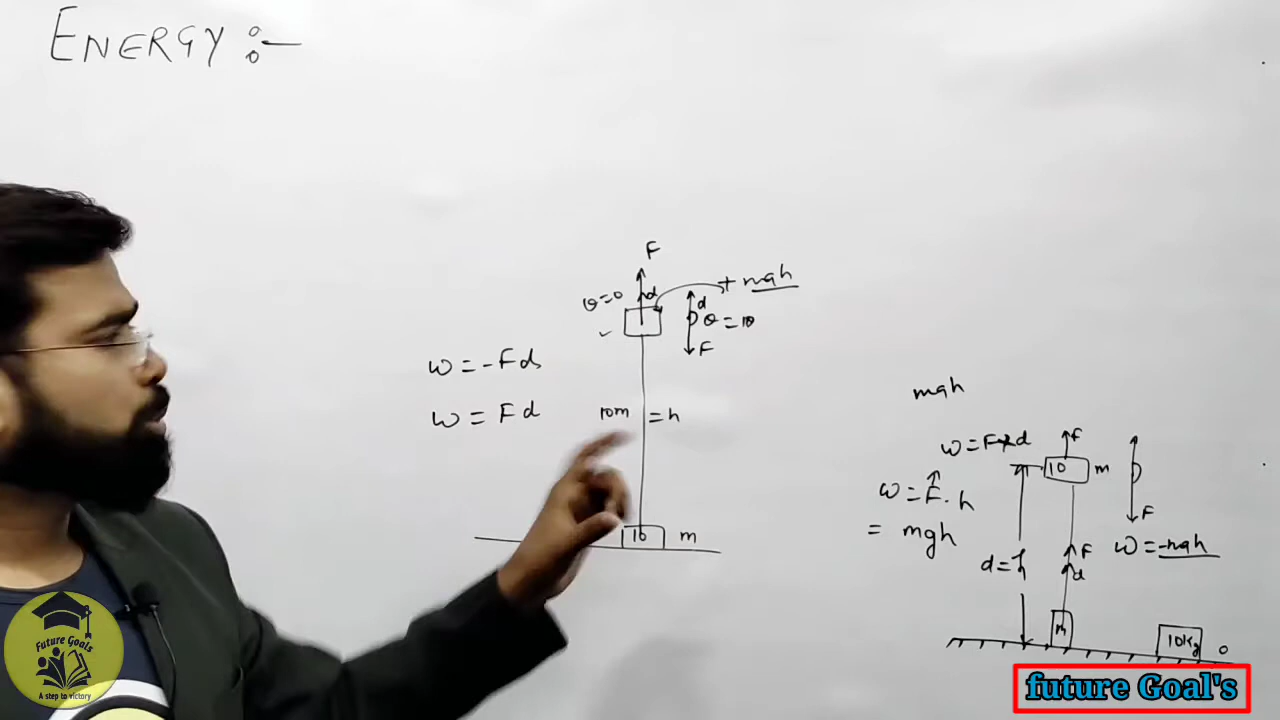 ENERGY :-
F
θ=0
d
+ mgh
d
θ = 180
F
W = -Fd
W = Fd
10m = h
10 m
mgh
W = F×d
F
10 m
W = F . h
= mgh
d = h
F
d
F
W = -mgh
m
10kg
Future Goals
A step to victory
future Goal's